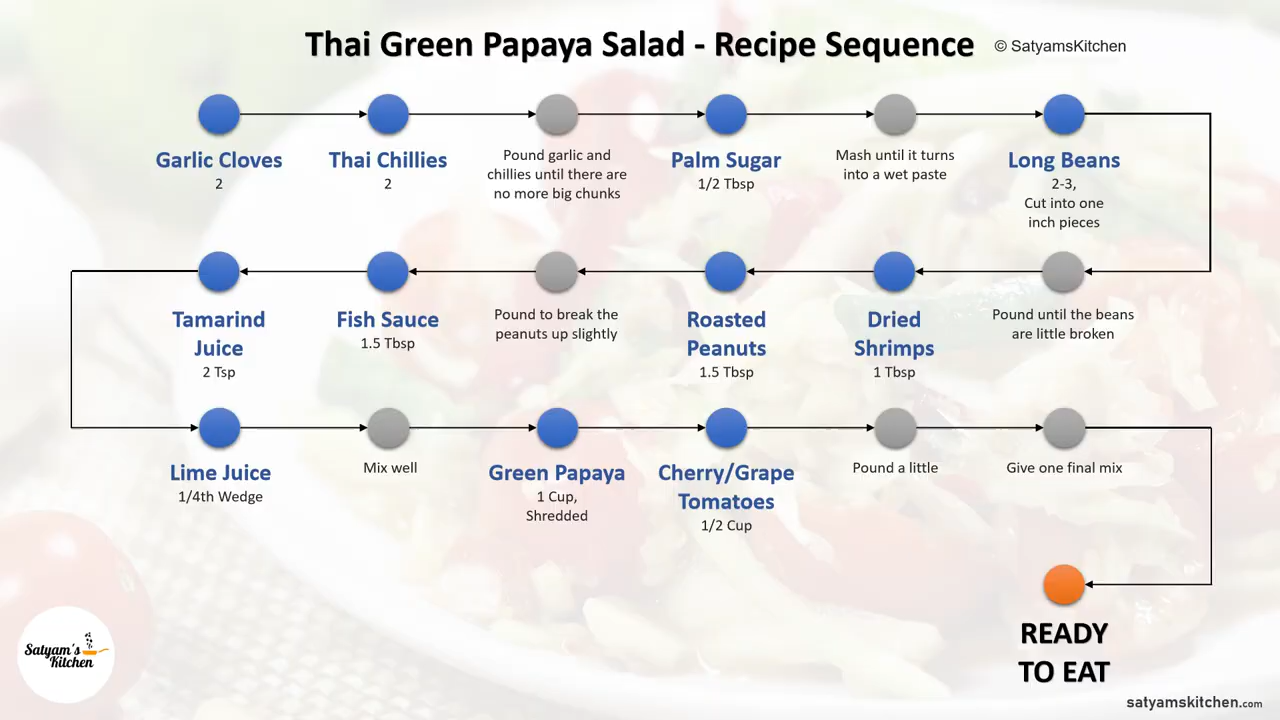 Thai Green Papaya Salad - Recipe Sequence
© SatyamsKitchen
Garlic Cloves
2
Thai Chillies
2
Pound garlic and
chillies until there are
no more big chunks
Palm Sugar
1/2 Tbsp
Mash until it turns
into a wet paste
Long Beans
2-3,
Cut into one
inch pieces
Pound until the beans
are little broken
Dried
Shrimps
1 Tbsp
Roasted
Peanuts
1.5 Tbsp
Pound to break the
peanuts up slightly
Fish Sauce
1.5 Tbsp
Tamarind
Juice
2 Tsp
Lime Juice
1/4th Wedge
Mix well
Green Papaya
1 Cup,
Shredded
Cherry/Grape
Tomatoes
1/2 Cup
Pound a little
Give one final mix
READY
TO EAT
Satyam's
Kitchen
satyamskitchen.com